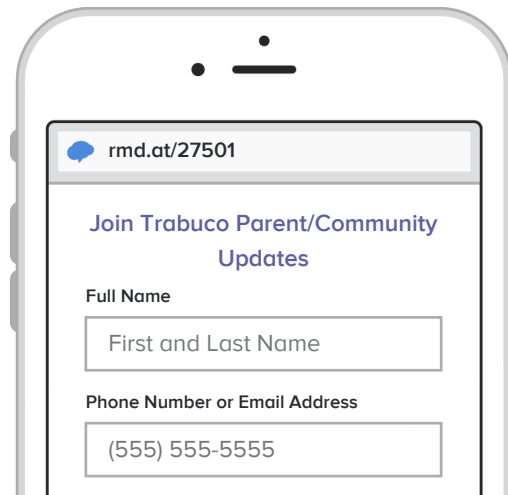 rmd.at/27501
Join Trabuco Parent/Community
Updates
Full Name
First and Last Name
Phone Number or Email Address
(555) 555-5555